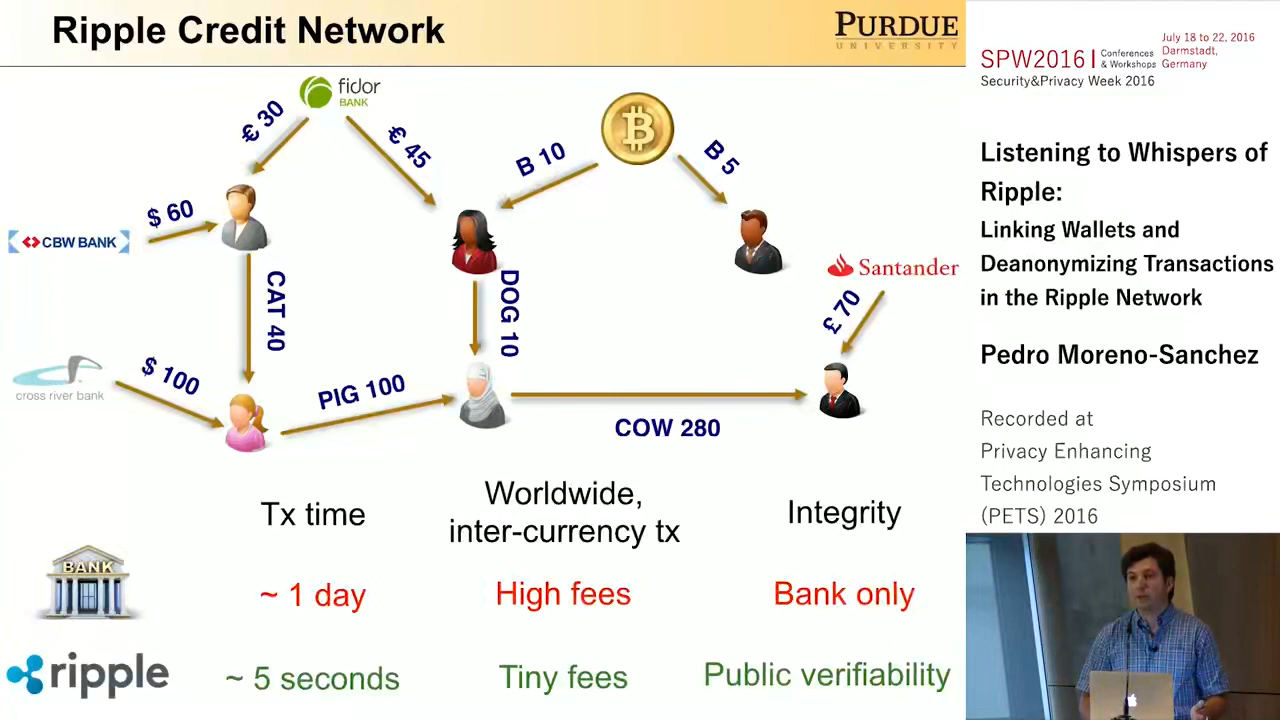 Ripple Credit Network
PURDUE
UNIVERSITY
fidor
BANK
€ 30
€ 45
B 10
B 5
$ 60
CBW BANK
CAT 40
DOG 10
Santander
£ 70
cross river bank
$ 100
PIG 100
COW 280
Tx time
Worldwide,
inter-currency tx
Integrity
BANK
~ 1 day
High fees
Bank only
ripple
~ 5 seconds
Tiny fees
Public verifiability
SPW2016
Conferences
& Workshops
July 18 to 22, 2016
Darmstadt,
Germany
Security&Privacy Week 2016
Listening to Whispers of
Ripple:
Linking Wallets and
Deanonymizing Transactions
in the Ripple Network
Pedro Moreno-Sanchez
Recorded at
Privacy Enhancing
Technologies Symposium
(PETS) 2016